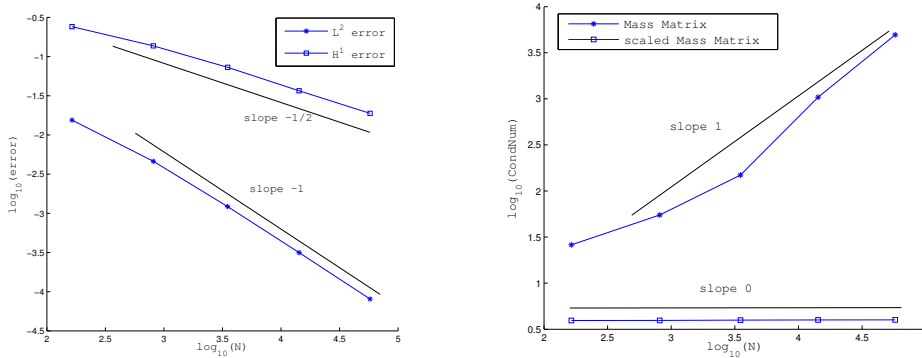 -0.5
-1
-1.5
-2
-2.5
-3
-3.5
-4
-4.5
log10(error)
L2 error
H1 error
slope -1/2
slope -1
2
2.5
3
3.5
4
4.5
5
log10(N)
4
3.5
3
2.5
2
1.5
1
0.5
log10(CondNum)
Mass Matrix
scaled Mass Matrix
slope 1
slope 0
2
2.5
3
3.5
4
4.5
log10(N)